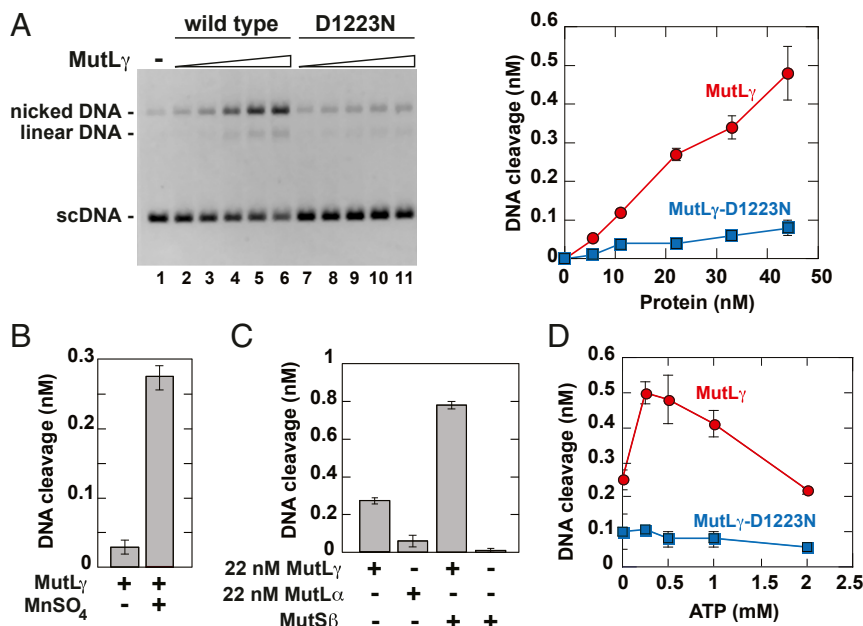 A
wild type D1223N
MutLγ -
nicked DNA -
linear DNA -
scDNA -
1 2 3 4 5 6 7 8 9 10 11
DNA cleavage (nM)
0.6
0.5
0.4
0.3
0.2
0.1
0
MutLγ
MutLγ-D1223N
0 10 20 30 40 50
Protein (nM)
B
DNA cleavage (nM)
0.3
0.2
0.1
0
MutLγ + +
MnSO4 - +
C
DNA cleavage (nM)
1
0.8
0.6
0.4
0.2
0
22 nM MutLγ + - + -
22 nM MutLα - + - -
MutSβ - - + +
D
DNA cleavage (nM)
0.6
0.5
0.4
0.3
0.2
0.1
0
MutLγ
MutLγ-D1223N
0 0.5 1 1.5 2 2.5
ATP (mM)